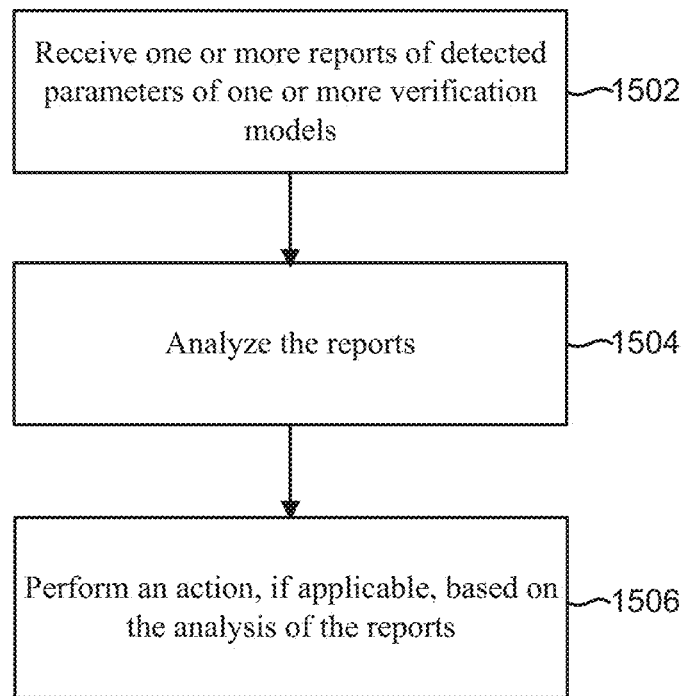 Receive one or more reports of detected
parameters of one or more verification
models
1502
Analyze the reports
1504
Perform an action, if applicable, based on
the analysis of the reports
1506